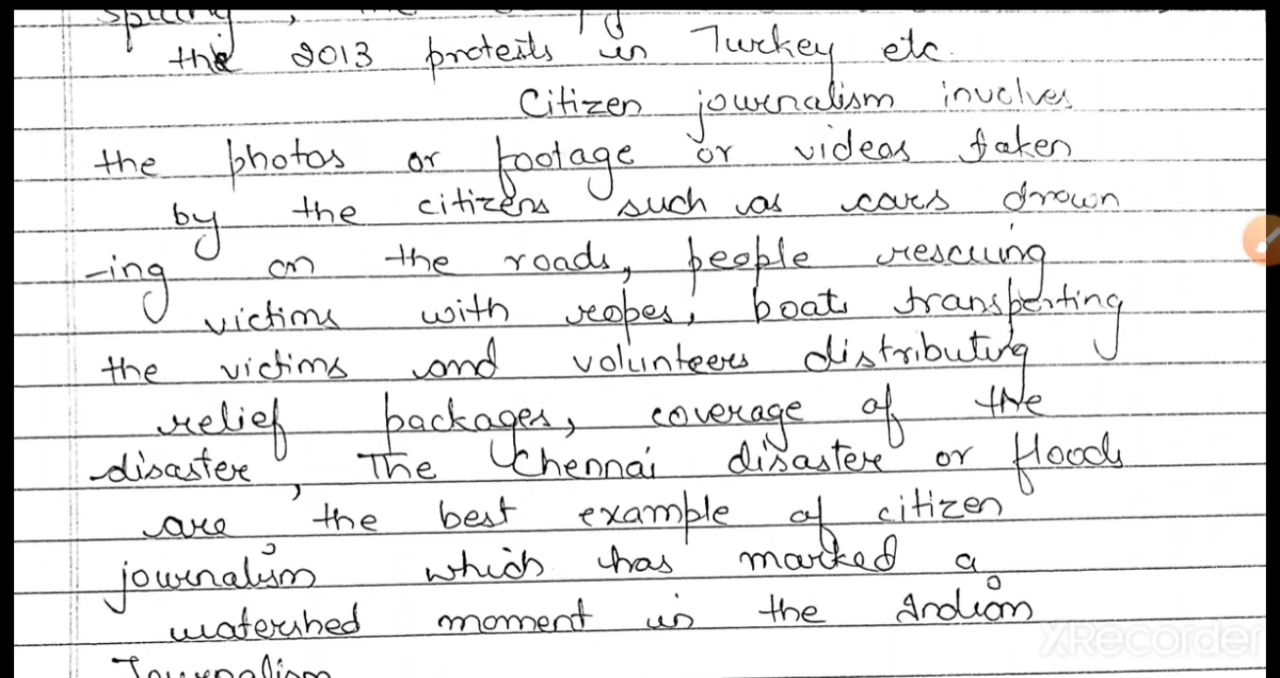 the 2013 protests in Turkey etc.
Citizen journalism involves
the photos or footage or videos taken
by the citizens such as cars drown
-ing on the roads, people rescuing
victims with ropes, boats transporting
the victims and volunteers distributing
relief packages, coverage of the
disaster, The Chennai disaster or floods
are the best example of citizen
journalism which has marked a
watershed moment in the Indian
Journalism
XRecorder